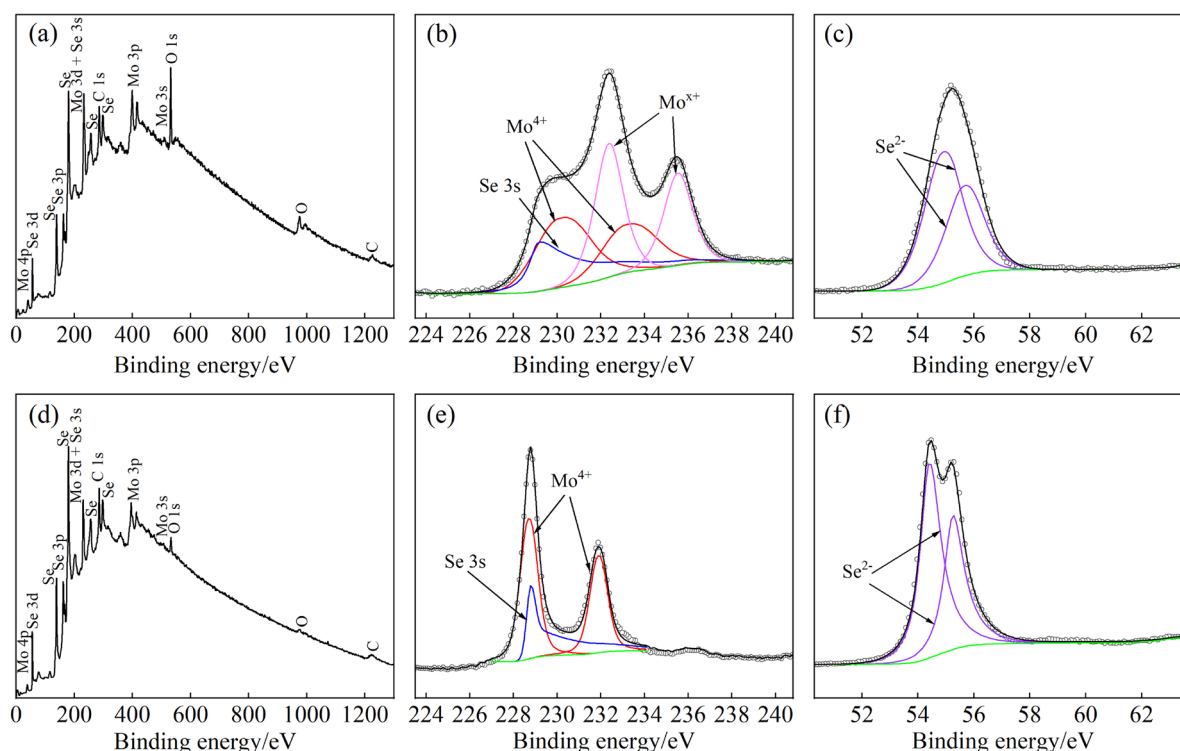 (a)
Mo 4p
Se 3d
Se
Se 3p
Se
Mo 3d + Se 3s
Se
C 1s
Se
Mo 3p
Mo 3s
O 1s
O
C
0 200 400 600 800 1000 1200
Binding energy/eV
(b)
Mo⁴⁺
Se 3s
Moˣ⁺
224 226 228 230 232 234 236 238 240
Binding energy/eV
(c)
Se²⁻
52 54 56 58 60 62
Binding energy/eV
(d)
Mo 4p
Se 3d
Se
Se 3p
Se
Mo 3d + Se 3s
Se
C 1s
Se
Mo 3p
Mo 3s
O 1s
O
C
0 200 400 600 800 1000 1200
Binding energy/eV
(e)
Mo⁴⁺
Se 3s
224 226 228 230 232 234 236 238 240
Binding energy/eV
(f)
Se²⁻
52 54 56 58 60 62
Binding energy/eV